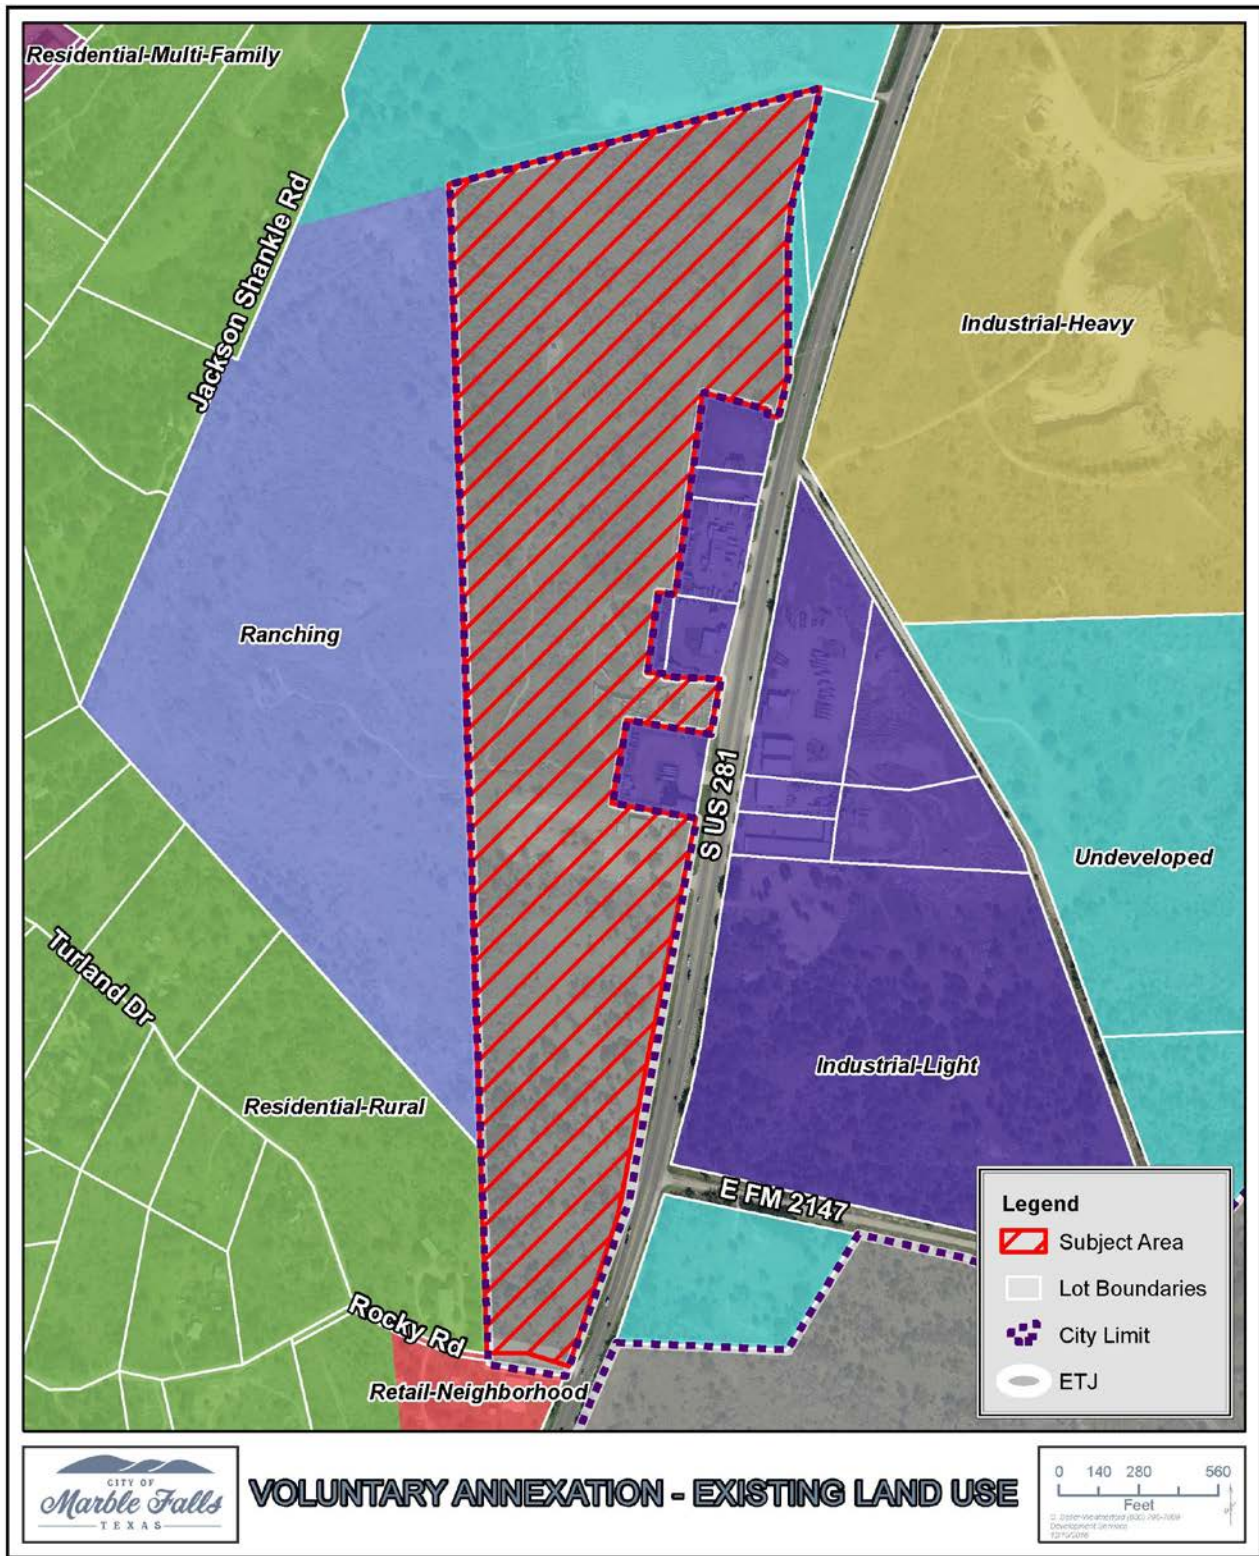 Residential-Multi-Family
Jackson Shankle Rd
Industrial-Heavy
Ranching
S US 281
Undeveloped
Turland Dr
Industrial-Light
Residential-Rural
E FM 2147
Rocky Rd
Retail-Neighborhood
Legend
Subject Area
Lot Boundaries
City Limit
ETJ
CITY OF
Marble Falls
TEXAS
VOLUNTARY ANNEXATION - EXISTING LAND USE
0 140 280 560
Feet
Development Services